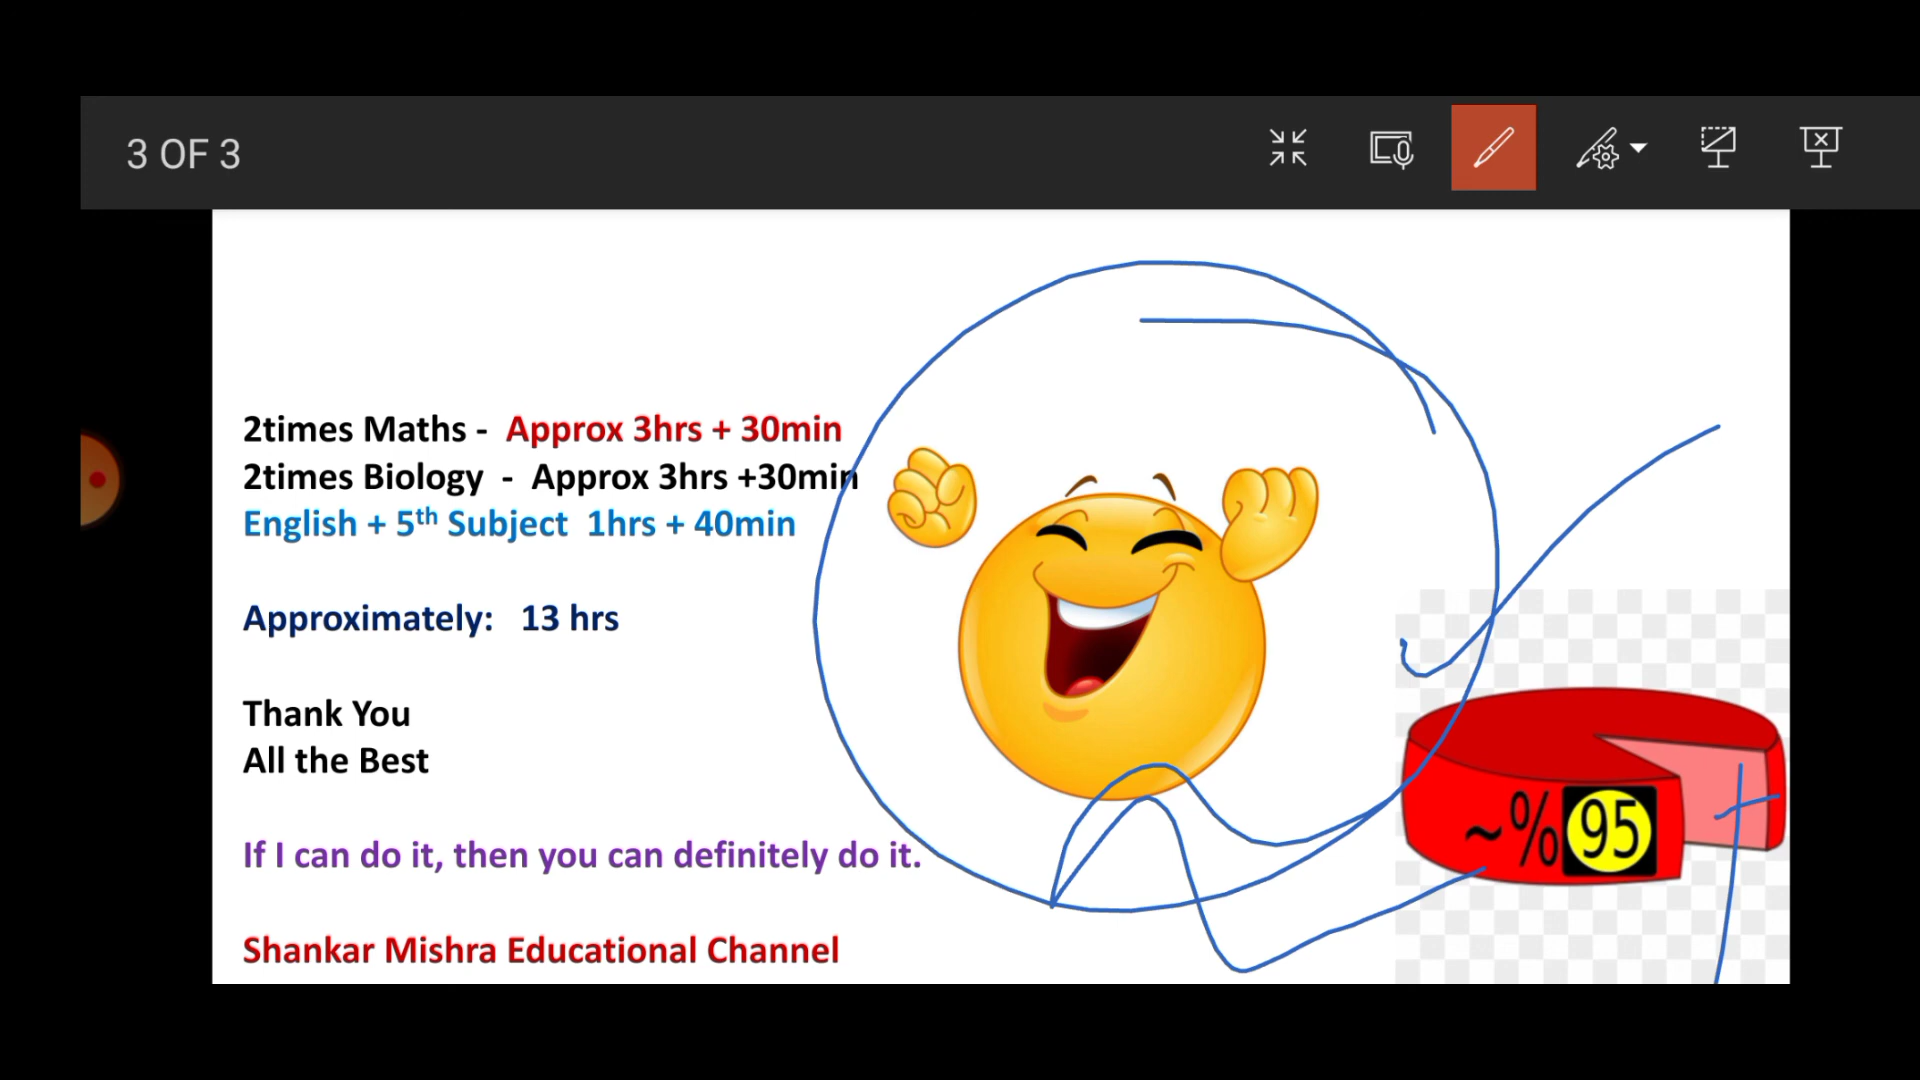 3 OF 3
2times Maths - Approx 3hrs + 30min
2times Biology - Approx 3hrs +30min
English + 5th Subject 1hrs + 40min
Approximately: 13 hrs
Thank You
All the Best
If I can do it, then you can definitely do it.
~%95
Shankar Mishra Educational Channel